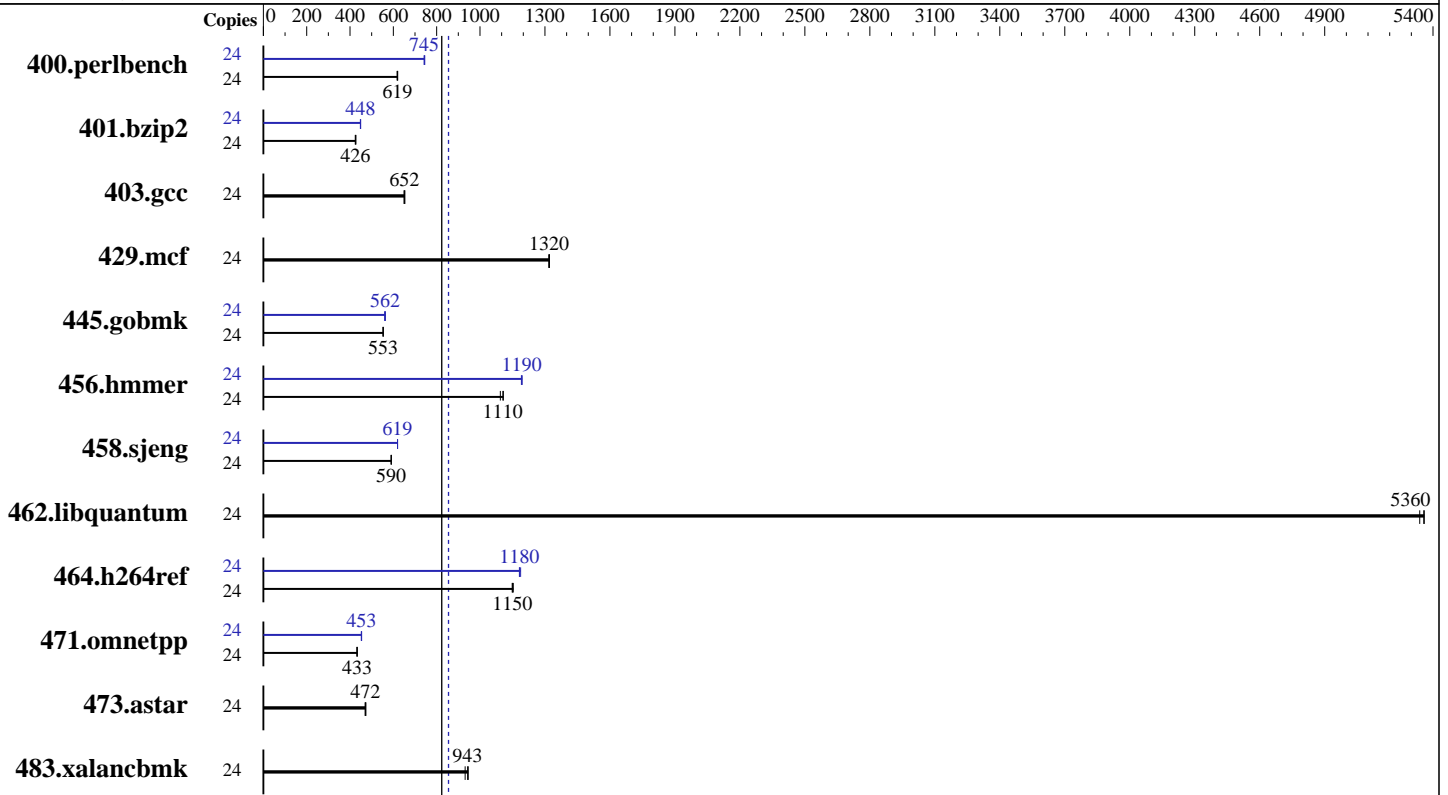 Copies 0 200 400 600 800 1000 1300 1600 1900 2200 2500 2800 3100 3400 3700 4000 4300 4600 4900 5400
400.perlbench 24 745
24 619
401.bzip2 24 448
24 426
403.gcc 24 652
429.mcf 24 1320
445.gobmk 24 562
24 553
456.hmmer 24 1190
24 1110
458.sjeng 24 619
24 590
462.libquantum 24 5360
464.h264ref 24 1180
24 1150
471.omnetpp 24 453
24 433
473.astar 24 472
483.xalancbmk 24 943